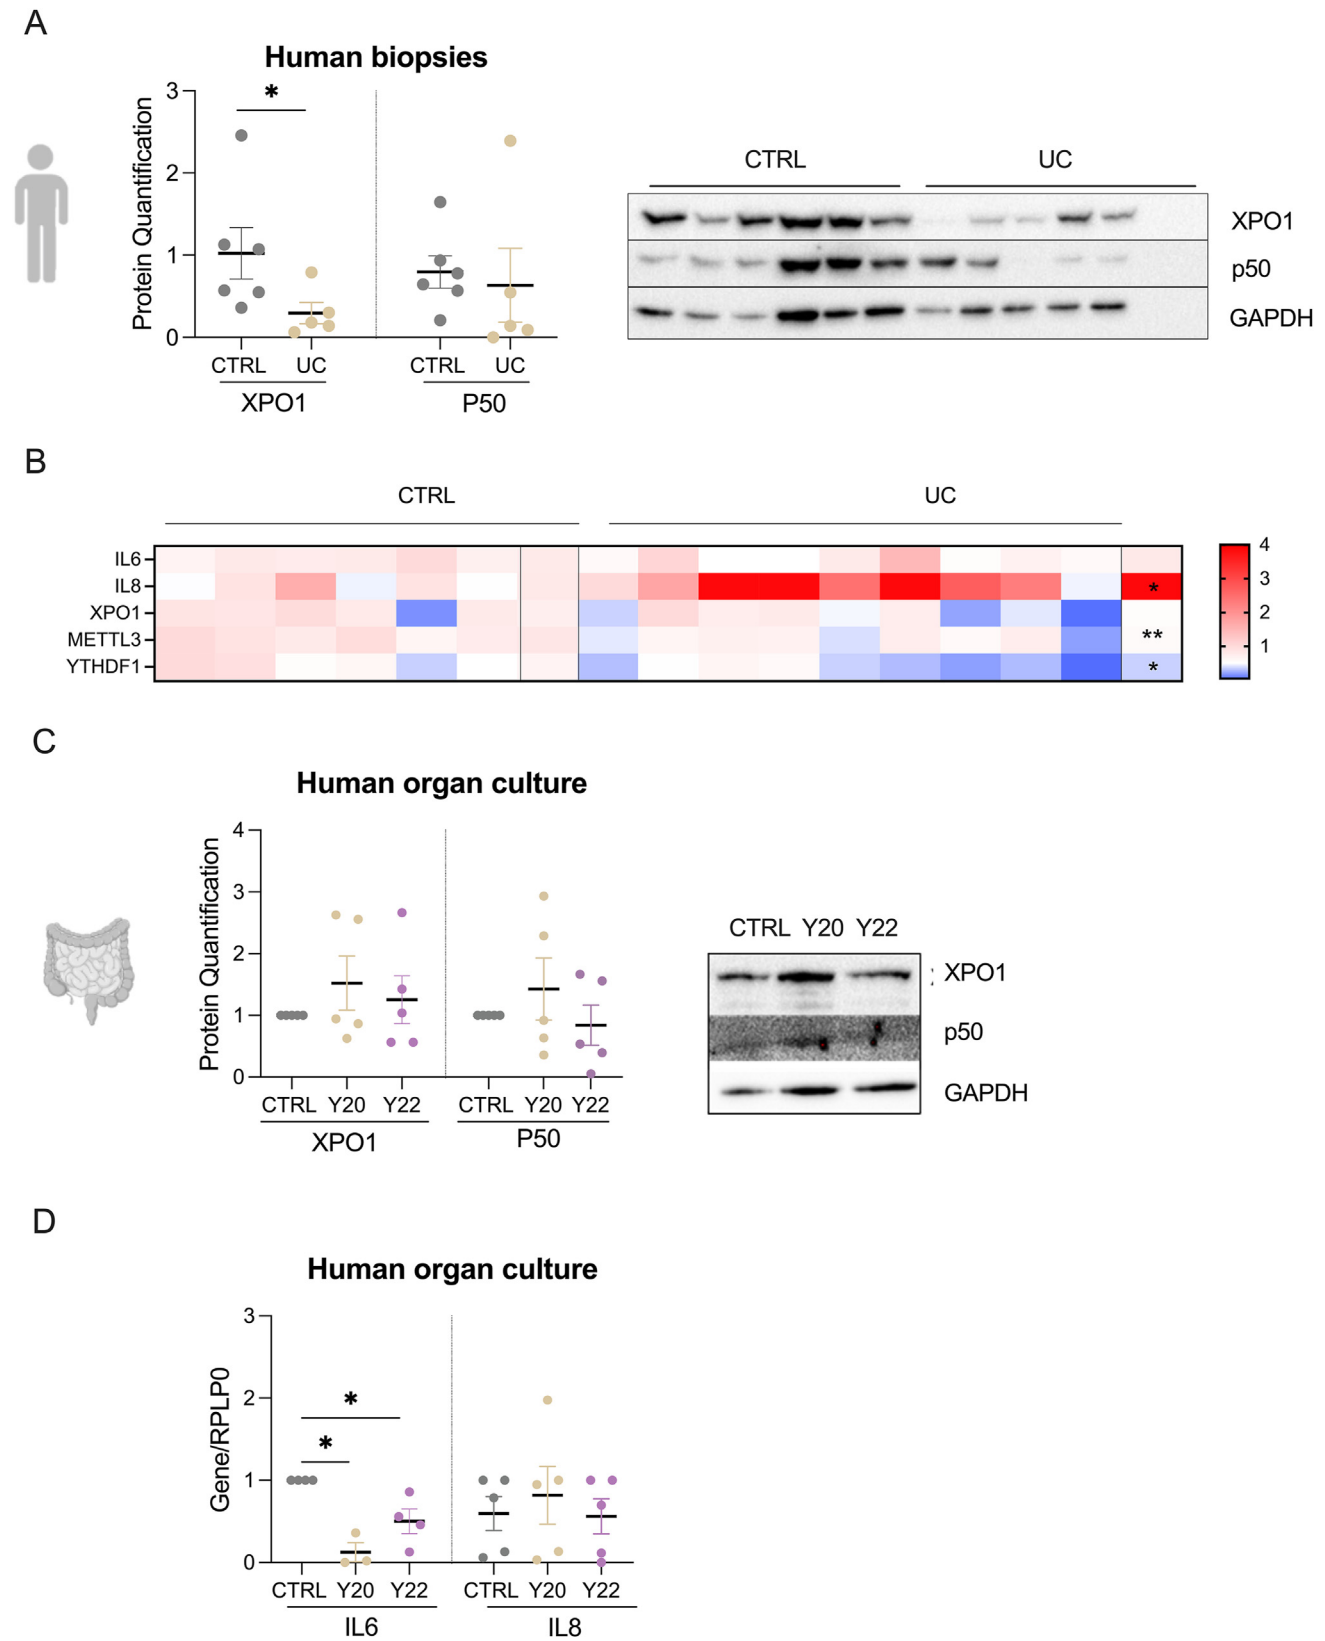 A
Human biopsies
Protein Quantification
3
2
1
0
*
CTRL UC CTRL UC
XPO1 P50
CTRL UC
XPO1
p50
GAPDH
B
CTRL UC
IL6
IL8
XPO1
METTL3
YTHDF1
*
**
*
4
3
2
1
C
Human organ culture
Protein Quantification
4
3
2
1
0
CTRL Y20 Y22 CTRL Y20 Y22
XPO1 P50
CTRL Y20 Y22
XPO1
p50
GAPDH
D
Human organ culture
Gene/RPLP0
3
2
1
0
*
*
CTRL Y20 Y22 CTRL Y20 Y22
IL6 IL8